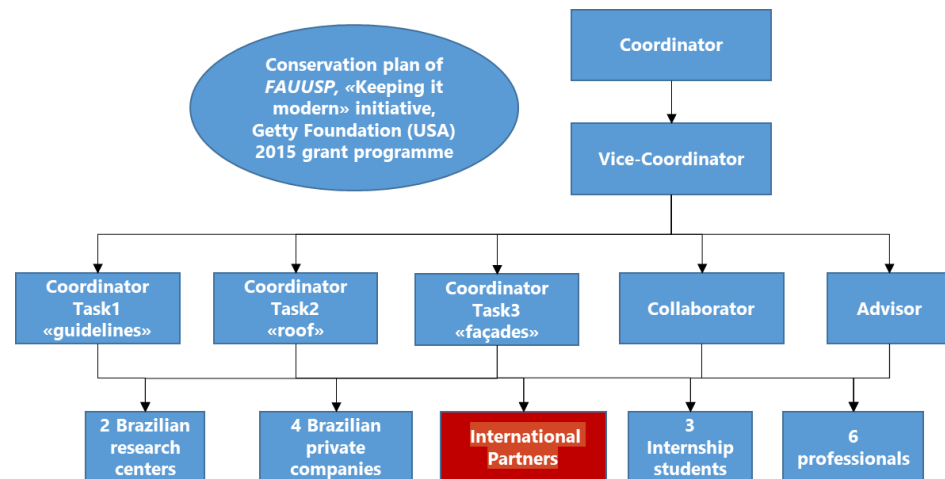 Conservation plan of
FAUUSP, «Keeping it
modern» initiative,
Getty Foundation (USA)
2015 grant programme
Coordinator
Vice-Coordinator
Coordinator
Task1
«guidelines»
Coordinator
Task2
«roof»
Coordinator
Task3
«façades»
Collaborator
Advisor
2 Brazilian
research
centers
4 Brazilian
private
companies
International
Partners
3
Internship
students
6
professionals